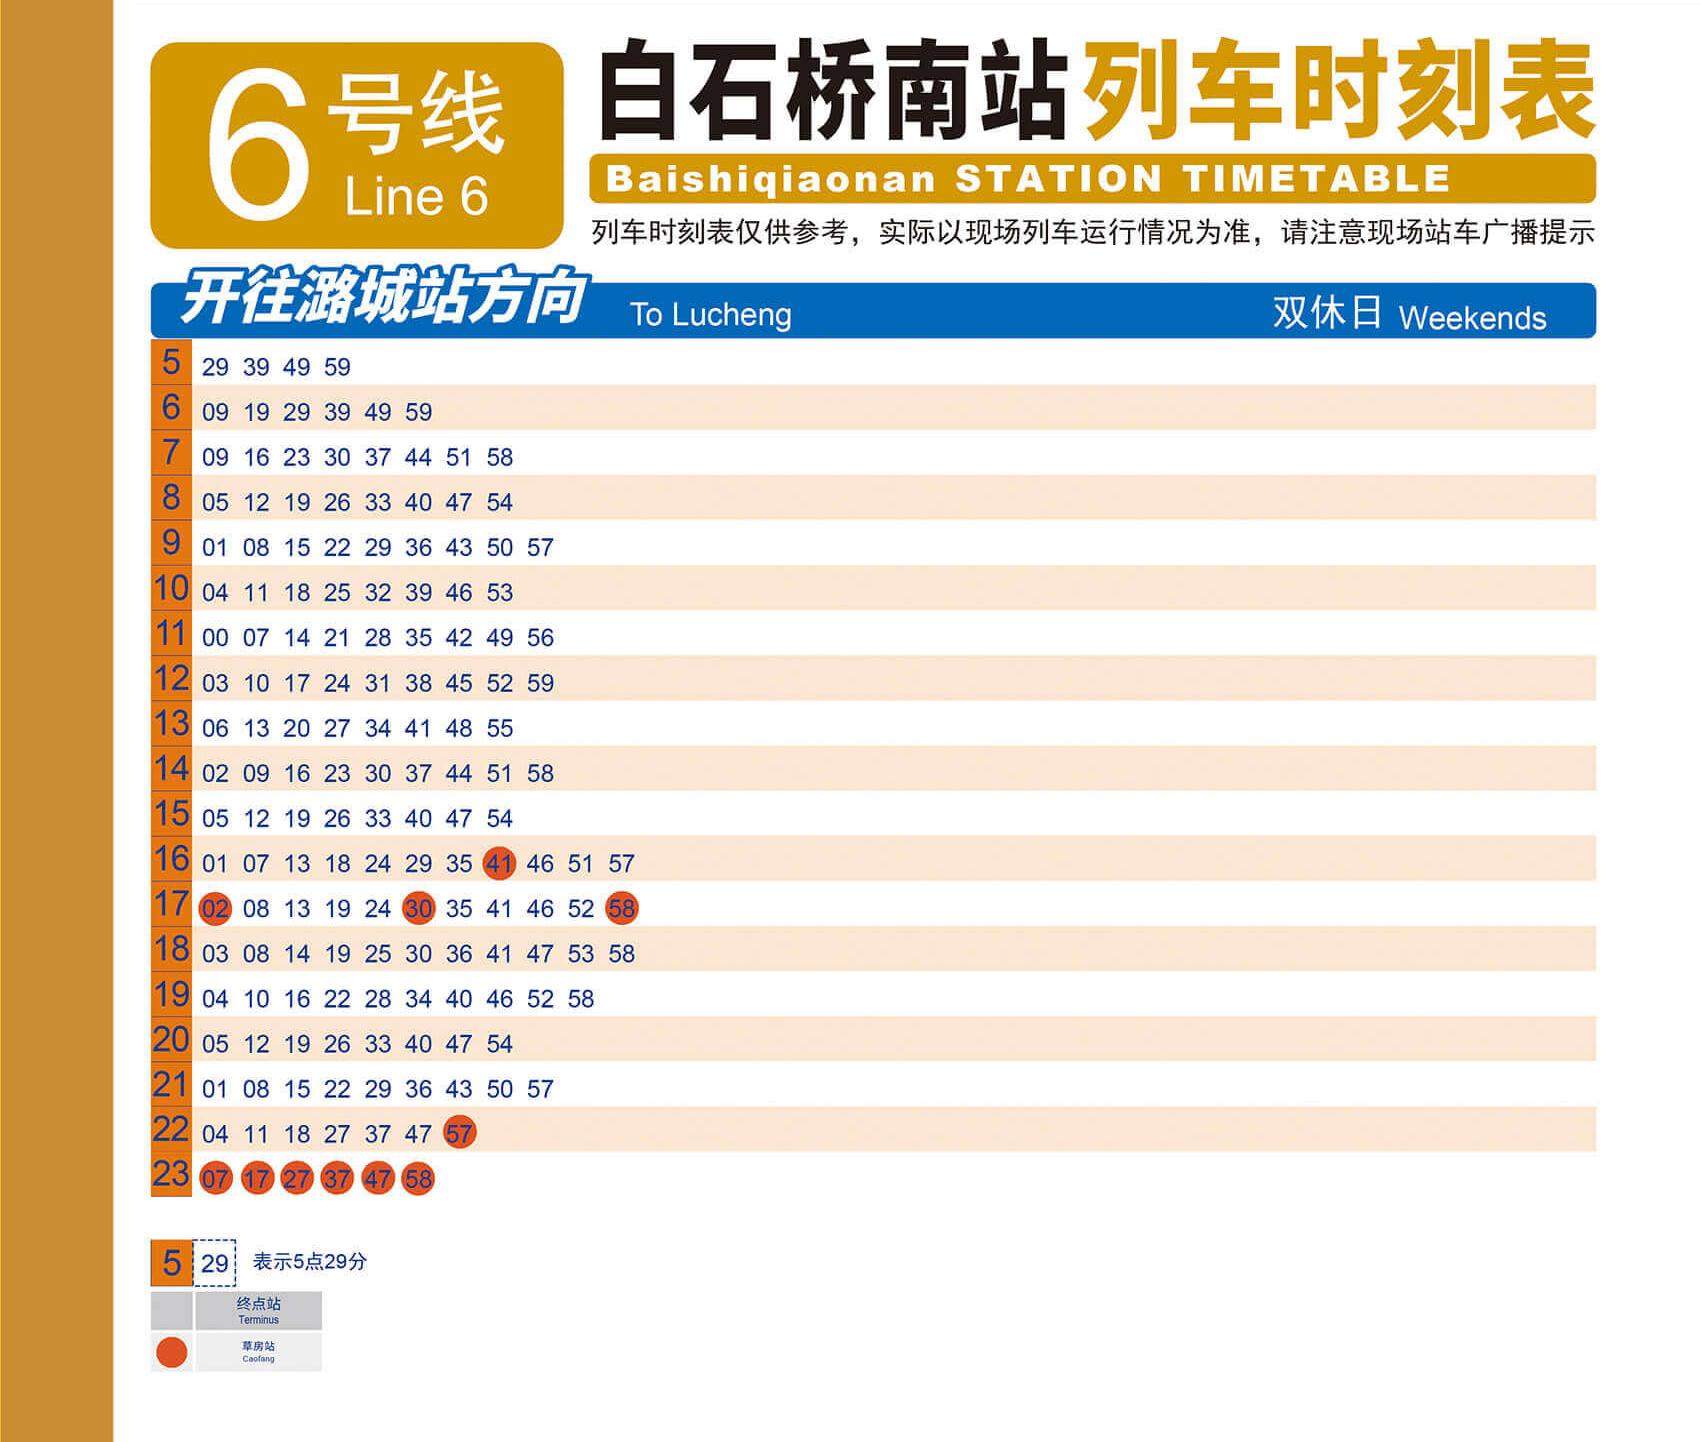 6号线
Line 6
白石桥南站列车时刻表
Baishiqiaonan STATION TIMETABLE
列车时刻表仅供参考，实际以现场列车运行情况为准，请注意现场站车广播提示
开往潞城站方向 To Lucheng 双休日 Weekends
5 29 39 49 59
6 09 19 29 39 49 59
7 09 16 23 30 37 44 51 58
8 05 12 19 26 33 40 47 54
9 01 08 15 22 29 36 43 50 57
10 04 11 18 25 32 39 46 53
11 00 07 14 21 28 35 42 49 56
12 03 10 17 24 31 38 45 52 59
13 06 13 20 27 34 41 48 55
14 02 09 16 23 30 37 44 51 58
15 05 12 19 26 33 40 47 54
16 01 07 13 18 24 29 35 41 46 51 57
17 02 08 13 19 24 30 35 41 46 52 58
18 03 08 14 19 25 30 36 41 47 53 58
19 04 10 16 22 28 34 40 46 52 58
20 05 12 19 26 33 40 47 54
21 01 08 15 22 29 36 43 50 57
22 04 11 18 27 37 47 57
23 07 17 27 37 47 58
5 29 表示5点29分
终点站
Terminus
草房站
Caofang